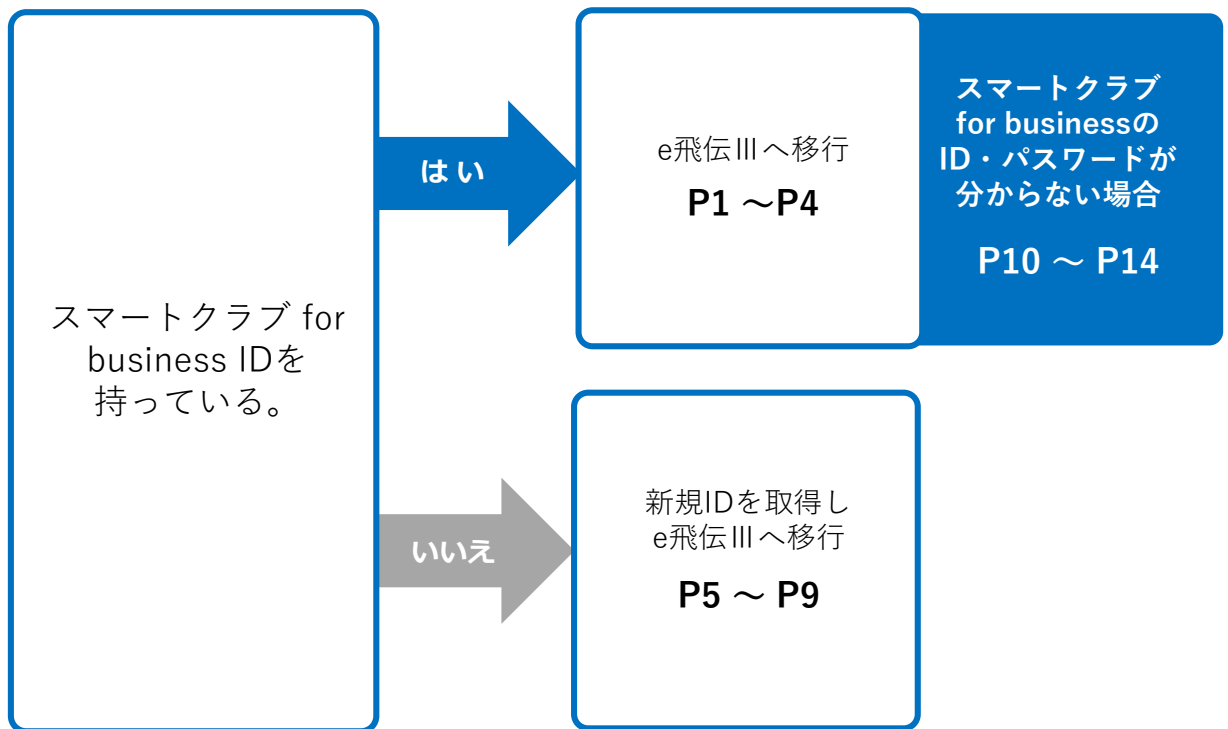 スマートクラブ for
business IDを
持っている。
はい
e飛伝Ⅲへ移行
P1 ～P4
スマートクラブ
for businessの
ID・パスワードが
分からない場合
P10 ～ P14
いいえ
新規IDを取得し
e飛伝Ⅲへ移行
P5 ～ P9